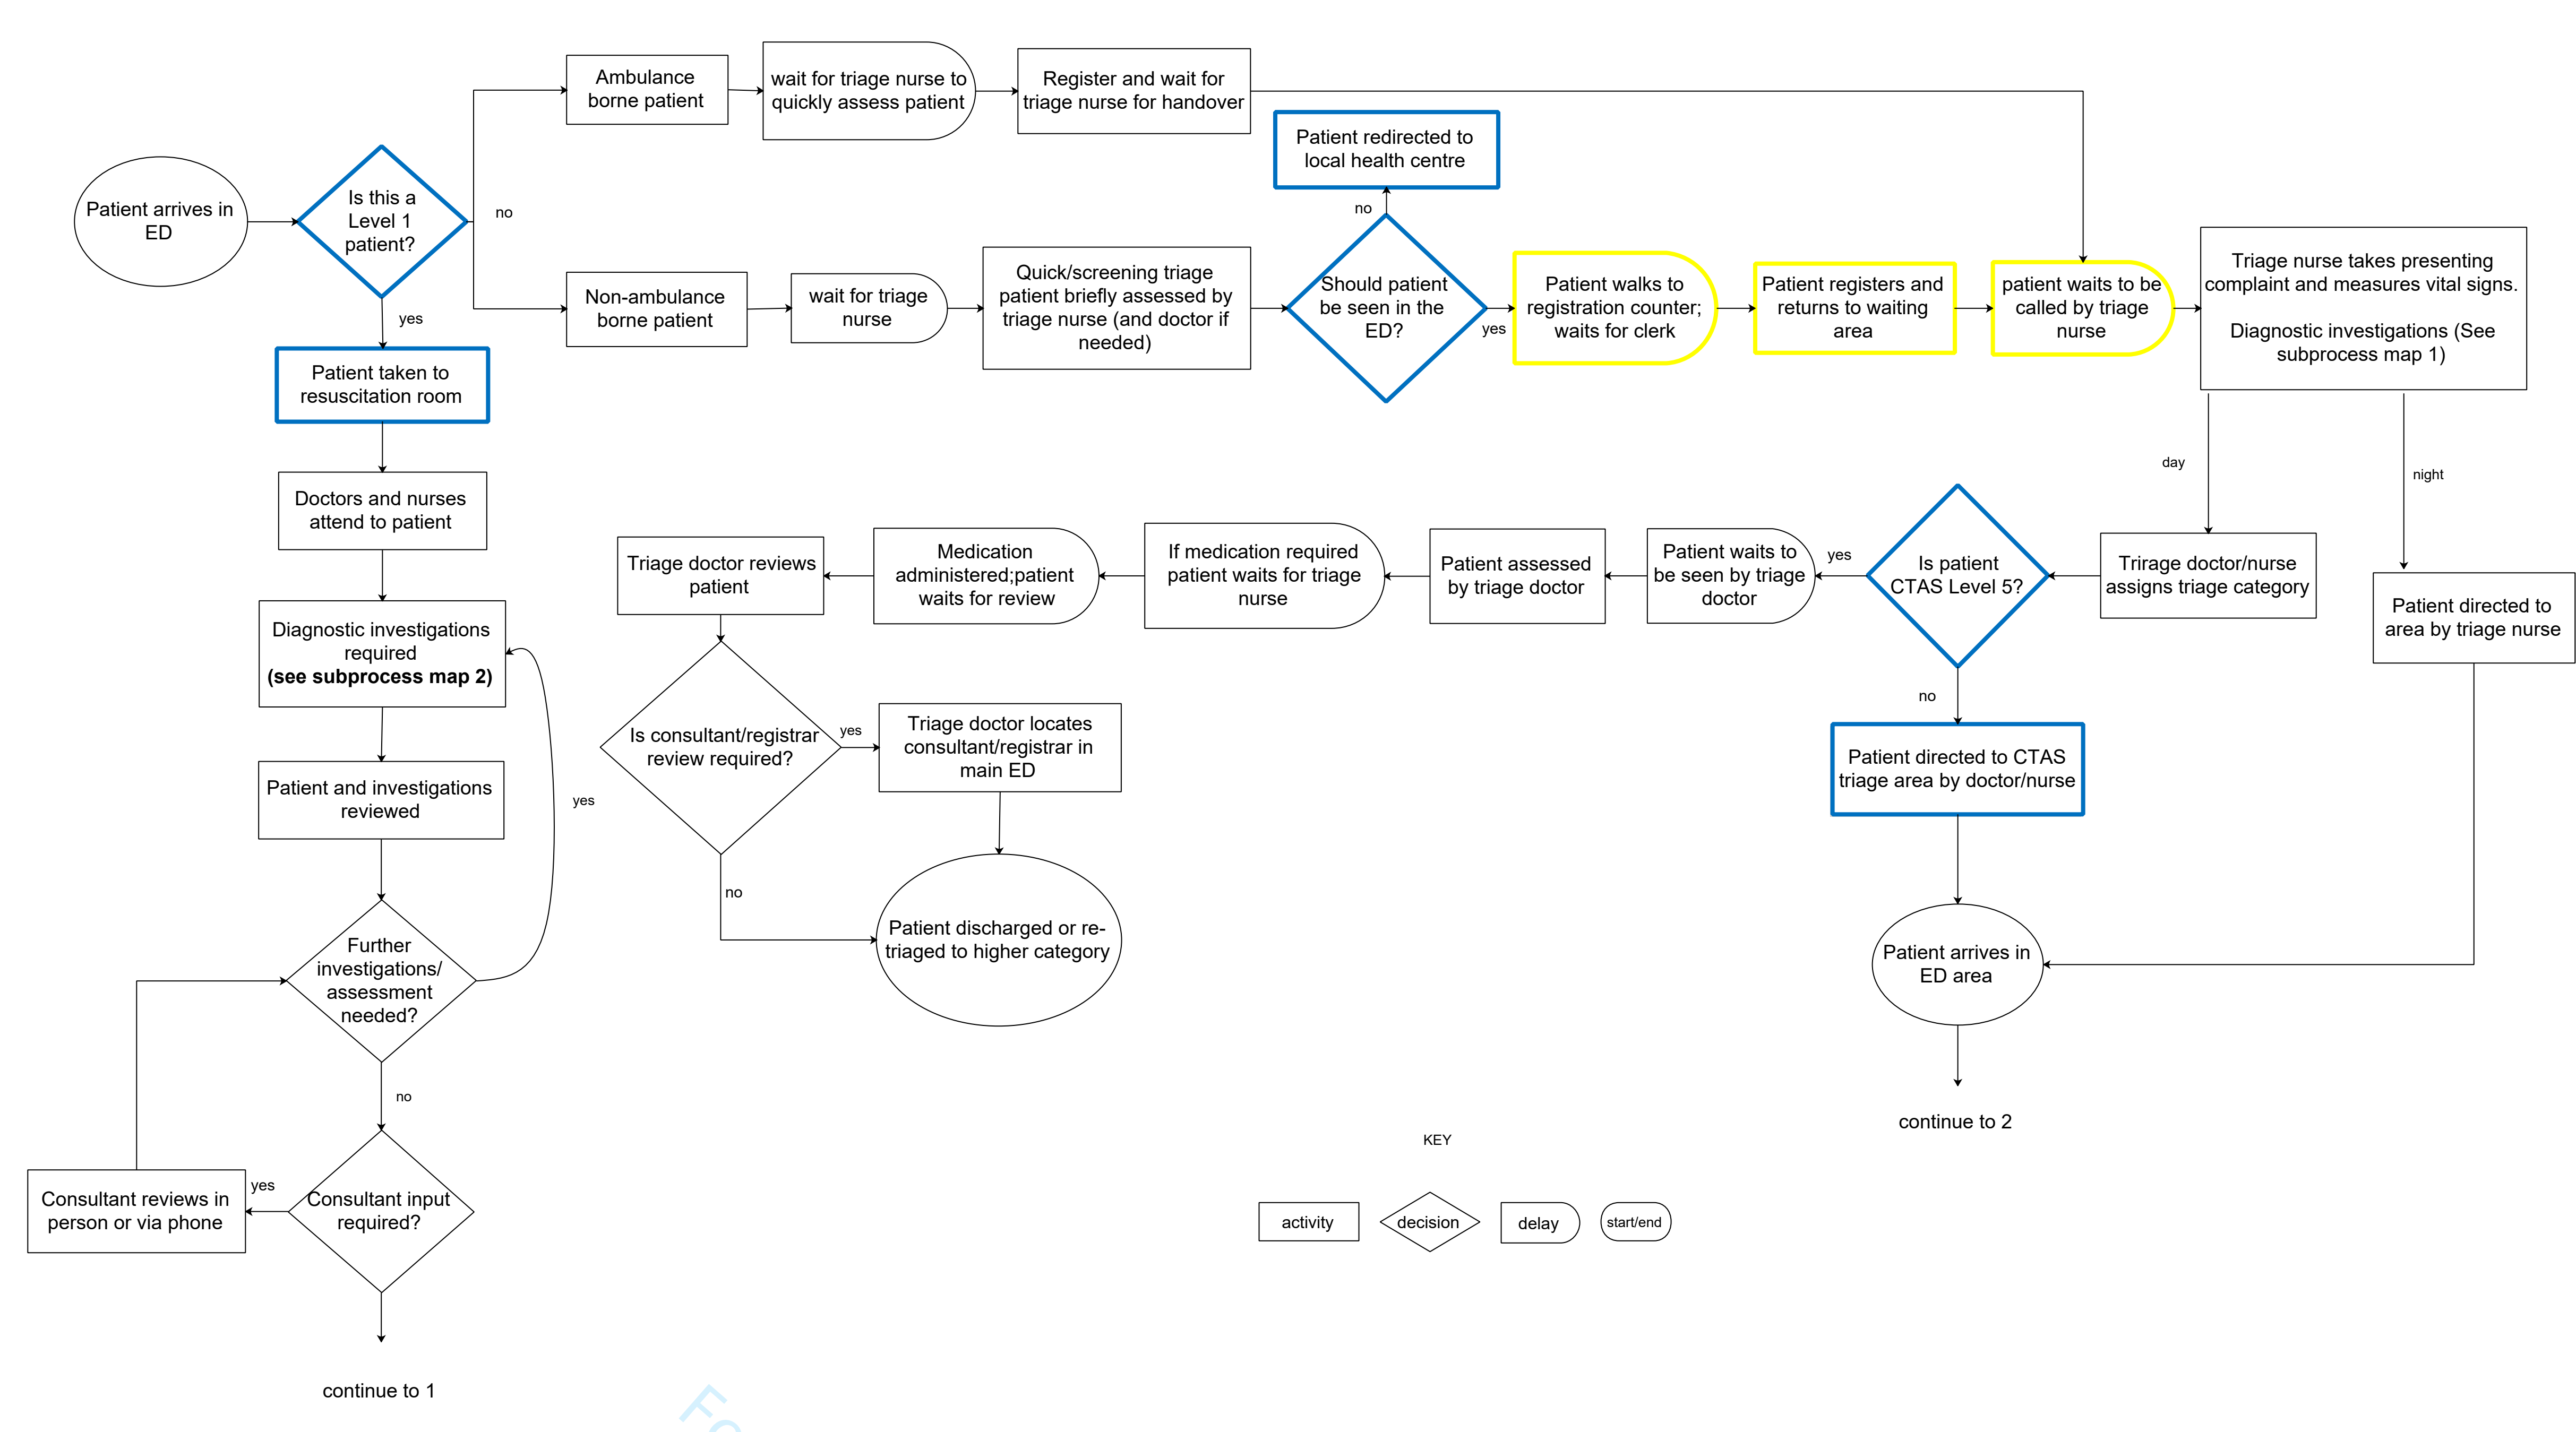 Ambulance
borne patient
wait for triage nurse to
quickly assess patient
Register and wait for
triage nurse for handover
Patient redirected to
local health centre
no
Patient arrives in
ED
Is this a
Level 1
patient?
no
yes
Non-ambulance
borne patient
wait for triage
nurse
Quick/screening triage
patient briefly assessed by
triage nurse (and doctor if
needed)
Should patient
be seen in the
ED?
yes
Patient walks to
registration counter;
waits for clerk
Patient registers and
returns to waiting
area
patient waits to be
called by triage
nurse
Triage nurse takes presenting
complaint and measures vital signs.
Diagnostic investigations (See
subprocess map 1)
day
night
Patient taken to
resuscitation room
Doctors and nurses
attend to patient
Diagnostic investigations
required
(see subprocess map 2)
Patient and investigations
reviewed
yes
Further
investigations/
assessment
needed?
no
Consultant input
required?
yes
Consultant reviews in
person or via phone
continue to 1
Triage doctor reviews
patient
Medication
administered;patient
waits for review
If medication required
patient waits for triage
nurse
Patient assessed
by triage doctor
Patient waits to
be seen by triage
doctor
yes
Is patient
CTAS Level 5?
Trirage doctor/nurse
assigns triage category
Patient directed to
area by triage nurse
no
Patient directed to CTAS
triage area by doctor/nurse
Patient arrives in
ED area
continue to 2
Is consultant/registrar
review required?
yes
Triage doctor locates
consultant/registrar in
main ED
no
Patient discharged or re-
triaged to higher category
KEY
activity
decision
delay
start/end